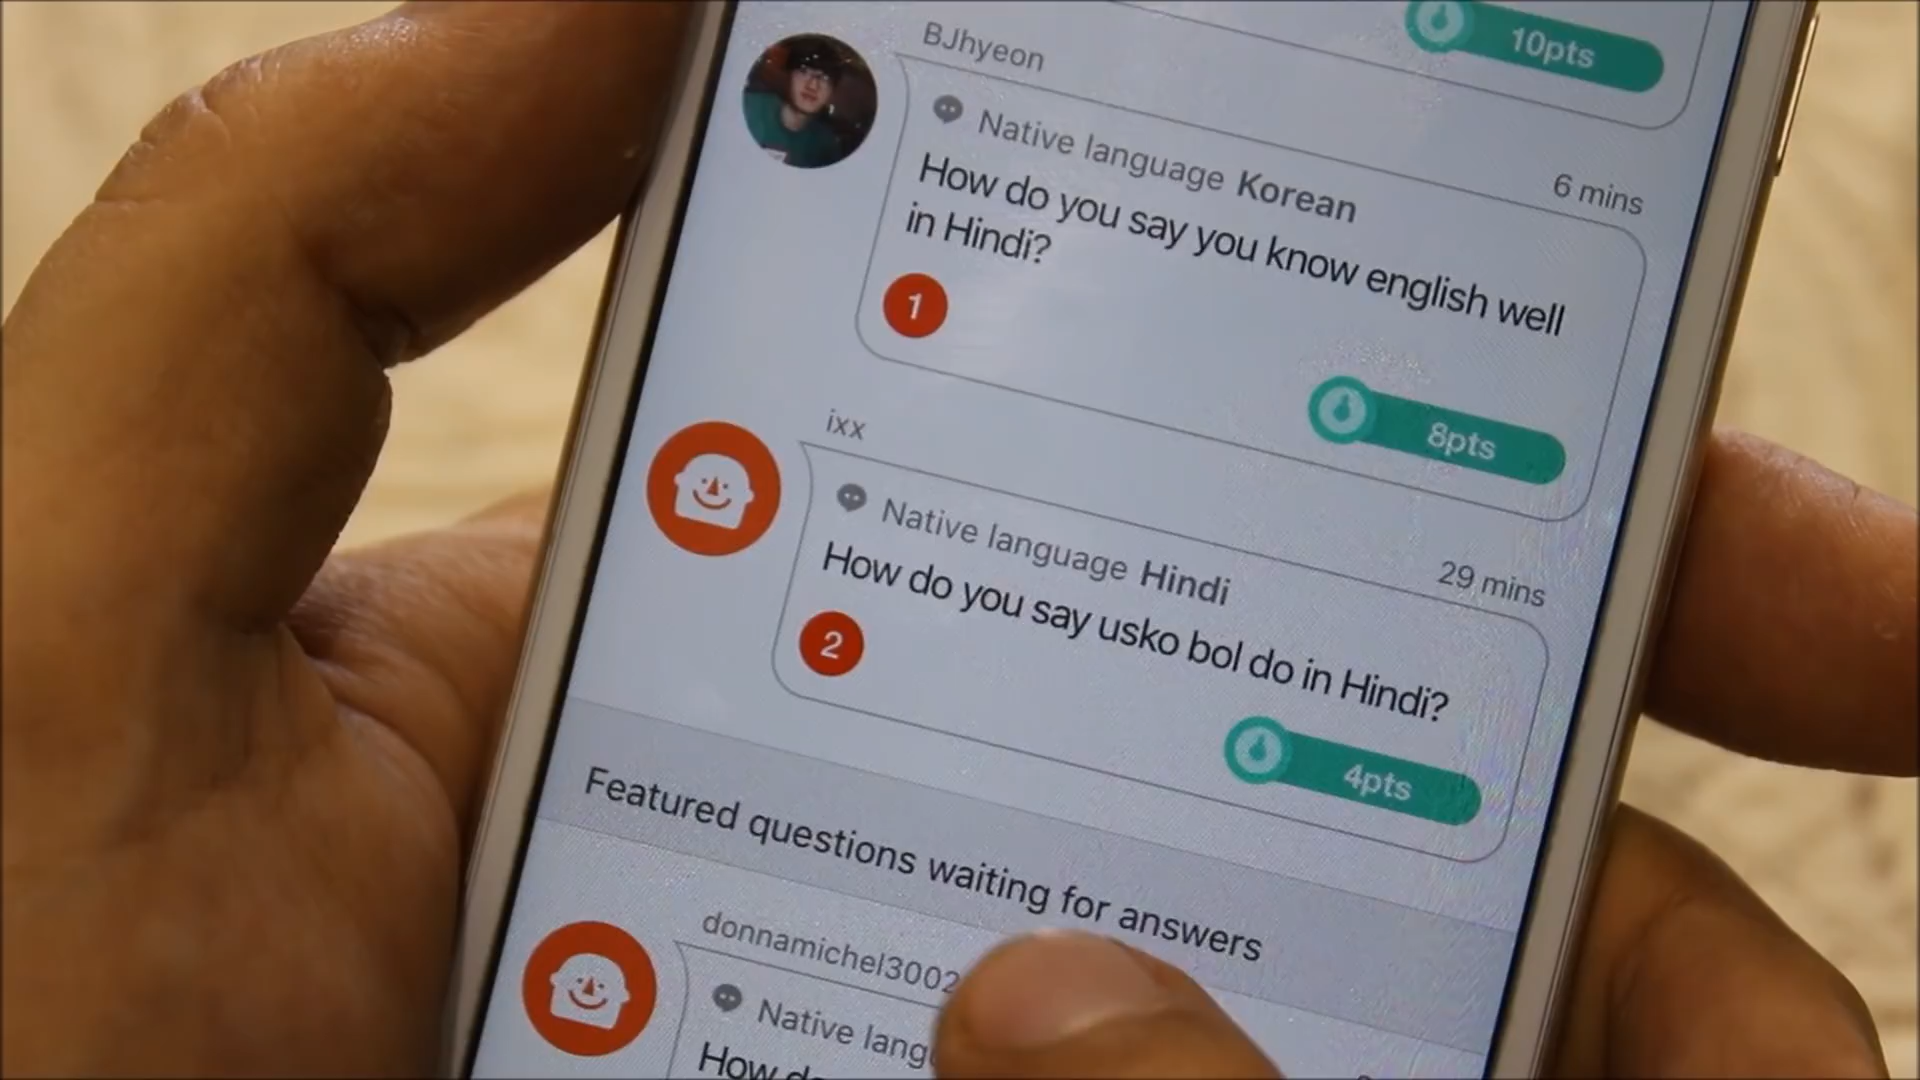 10pts
BJhyeon
Native language Korean
6 mins
How do you say you know english well
in Hindi?
1
8pts
ixx
Native language Hindi
29 mins
How do you say usko bol do in Hindi?
2
4pts
Featured questions waiting for answers
donnamichel3002
Native
How